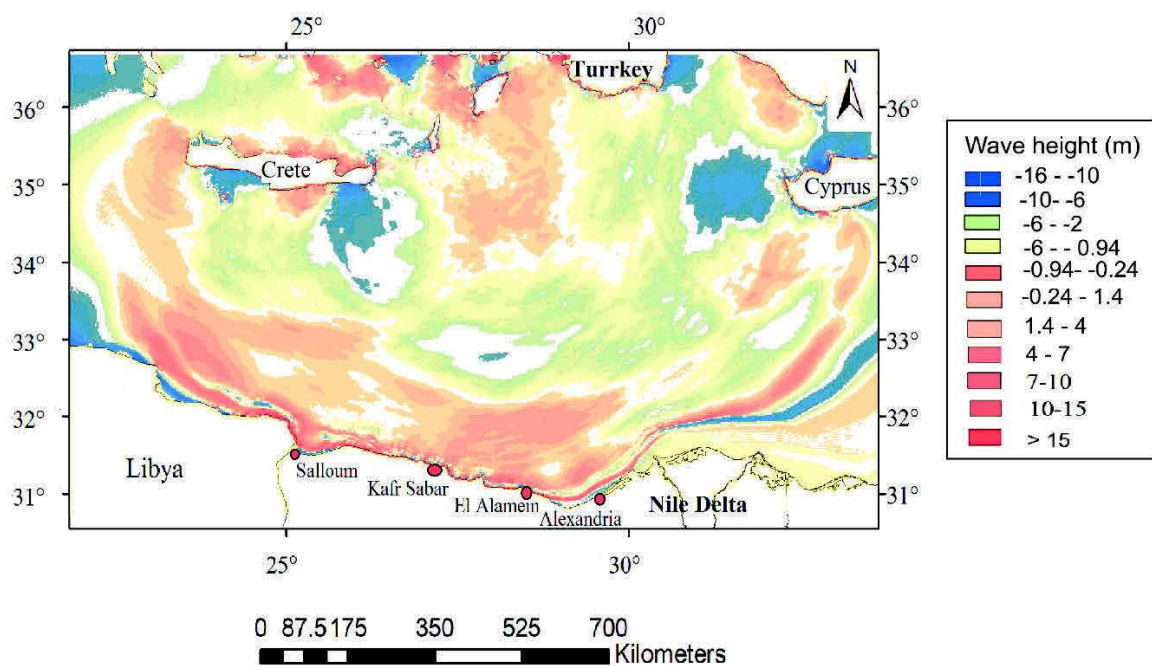 25° 30°
N
Turrkey
36° 36°
Crete
35° Cyprus 35°
34° 34°
33° 33°
32° 32°
Libya
Salloum
Kafr Sabar
31° El Alamein 31°
Alexandria
Nile Delta
25° 30°
Wave height (m)
-16 - -10
-10- -6
-6 - -2
-6 - - 0.94
-0.94- -0.24
-0.24 - 1.4
1.4 - 4
4 - 7
7-10
10-15
> 15
0 87.5 175 350 525 700
Kilometers